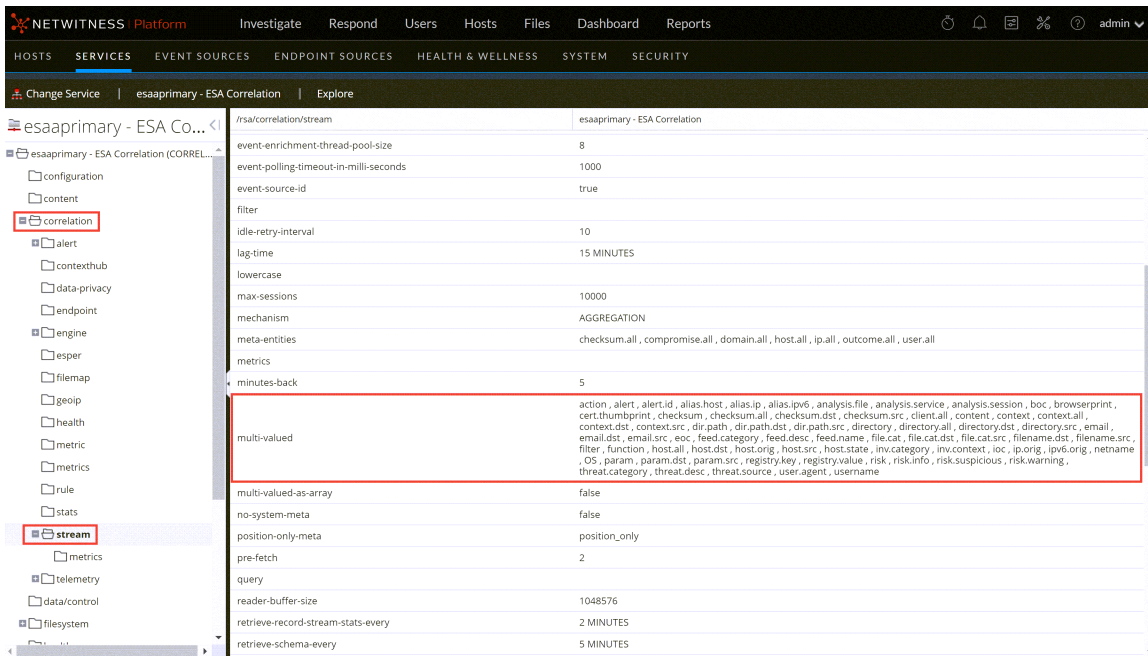 NETWITNESS | Platform Investigate Respond Users Hosts Files Dashboard Reports admin
HOSTS SERVICES EVENT SOURCES ENDPOINT SOURCES HEALTH & WELLNESS SYSTEM SECURITY
Change Service | esaaprimary - ESA Correlation | Explore
esaaprimary - ESA Co...
esaaprimary - ESA Correlation (CORREL...
configuration
content
correlation
alert
contexthub
data-privacy
endpoint
engine
esper
filemap
geoip
health
metric
metrics
rule
stats
stream
metrics
telemetry
data/control
filesystem
/rsa/correlation/stream esaaprimary - ESA Correlation
event-enrichment-thread-pool-size 8
event-polling-timeout-in-milli-seconds 1000
event-source-id true
filter
idle-retry-interval 10
lag-time 15 MINUTES
lowercase
max-sessions 10000
mechanism AGGREGATION
meta-entities checksum.all , compromise.all , domain.all , host.all , ip.all , outcome.all , user.all
metrics
minutes-back 5
multi-valued
action , alert , alert.id , alias.host , alias.ip , alias.ipv6 , analysis.file , analysis.service , analysis.session , boc , browserprint ,
cert.thumbprint , checksum , checksum.all , checksum.dst , checksum.src , client.all , content , context , context.all ,
context.dst , context.src , dir.path , dir.path.dst , dir.path.src , directory , directory.all , directory.dst , directory.src , email ,
email.dst , email.src , eoc , feed.category , feed.desc , feed.name , file.cat , file.cat.dst , file.cat.src , filename.dst , filename.src ,
filter , function , host.all , host.dst , host.orig , host.src , host.state , inv.category , inv.context , ioc , ip.orig , ipv6.orig , netname
, OS , param , param.dst , param.src , registry.key , registry.value , risk , risk.info , risk.suspicious , risk.warning ,
threat.category , threat.desc , threat.source , user.agent , username
multi-valued-as-array false
no-system-meta false
position-only-meta position_only
pre-fetch 2
query
reader-buffer-size 1048576
retrieve-record-stream-stats-every 2 MINUTES
retrieve-schema-every 5 MINUTES